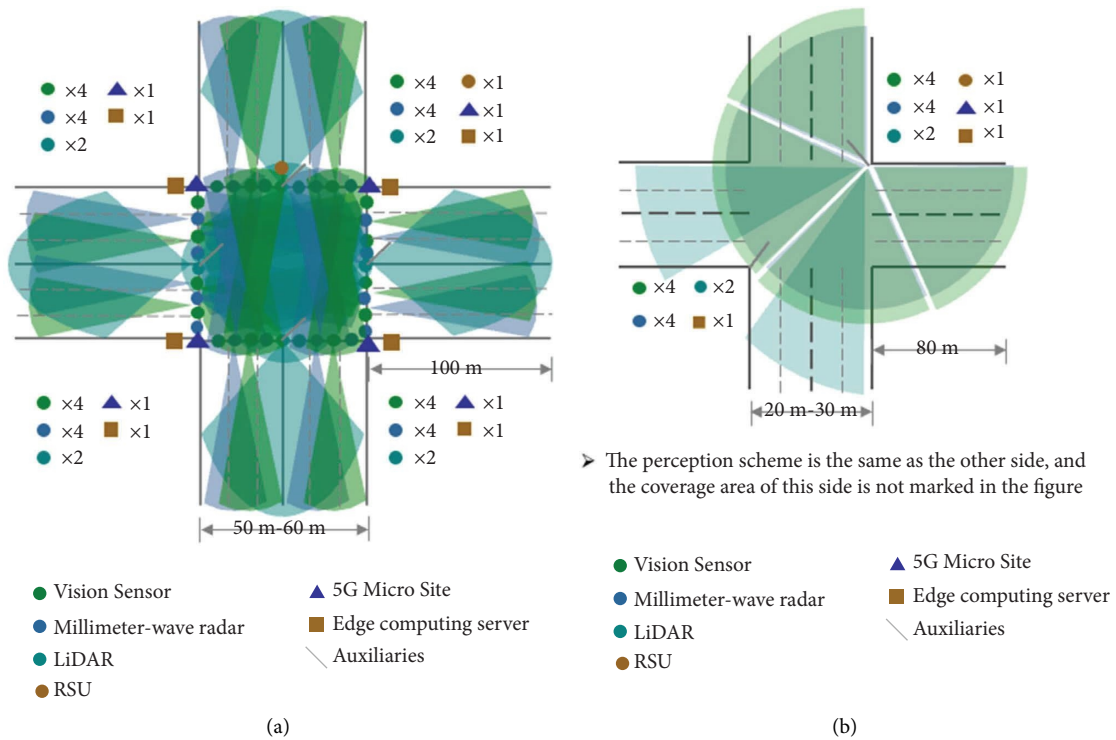 ×4 ×1
×4 ×1
×2
×4 ×1
×4 ×1
×2 ×1
100 m
×4 ×1
×4 ×1
×2
×4 ×1
×4 ×1
×2
50 m-60 m
Vision Sensor
Millimeter-wave radar
LiDAR
RSU
5G Micro Site
Edge computing server
Auxiliaries
(a)
×4 ×1
×4 ×1
×2 ×1
×4 ×2
×4 ×1
80 m
20 m-30 m
The perception scheme is the same as the other side, and
the coverage area of this side is not marked in the figure
Vision Sensor
Millimeter-wave radar
LiDAR
RSU
5G Micro Site
Edge computing server
Auxiliaries
(b)